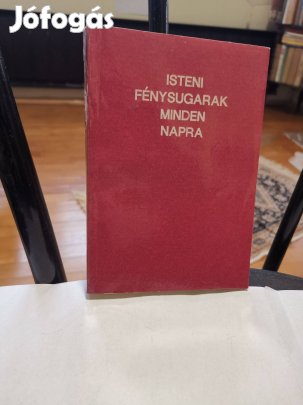 Jófogás
ISTENI
FÉNYSUGARAK
MINDEN
NAPRA